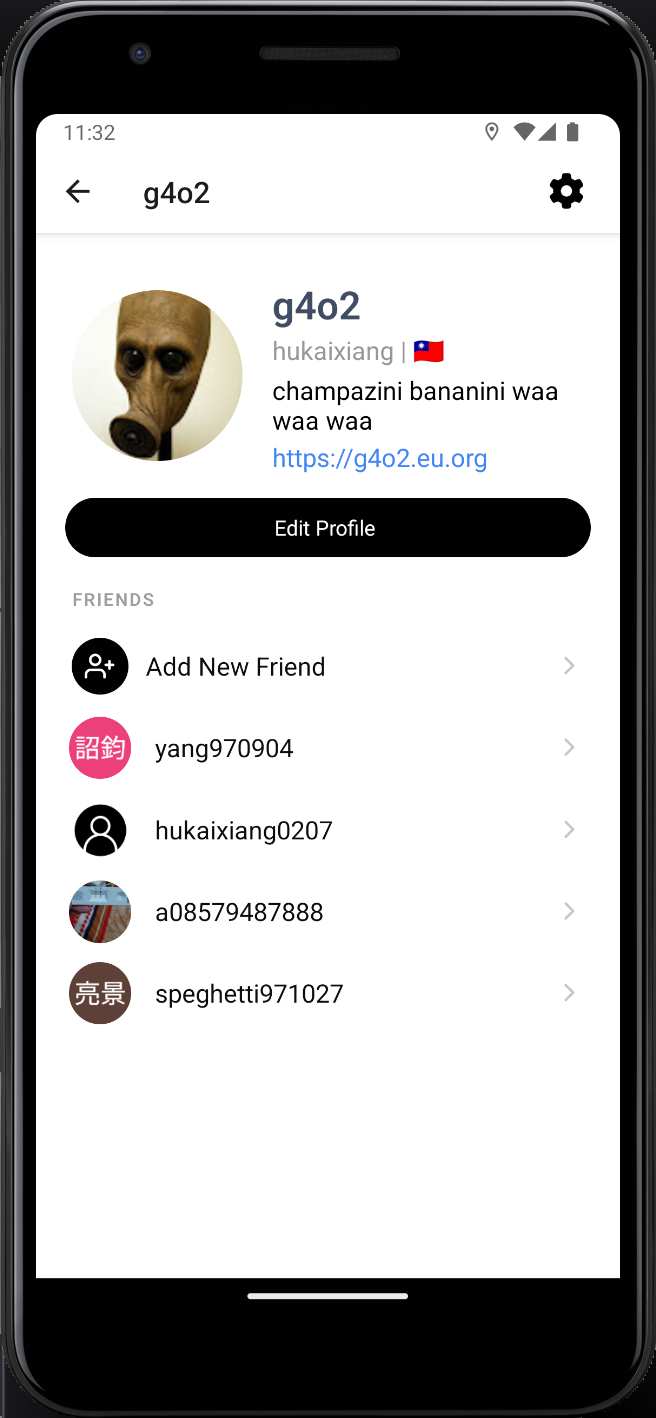 11:32
g4o2
g4o2
hukaixiang | 🇹🇼
champazini bananini waa
waa waa
https://g4o2.eu.org
Edit Profile
FRIENDS
Add New Friend
詔鈞
yang970904
hukaixiang0207
a08579487888
亮景
speghetti971027